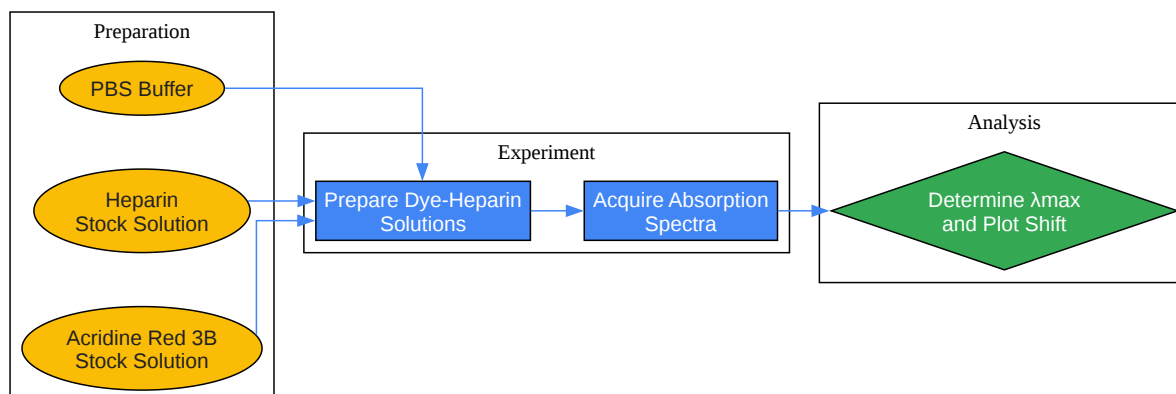 Preparation
PBS Buffer
Heparin
Stock Solution
Acridine Red 3B
Stock Solution
Experiment
Prepare Dye-Heparin
Solutions
Acquire Absorption
Spectra
Analysis
Determine λmax
and Plot Shift